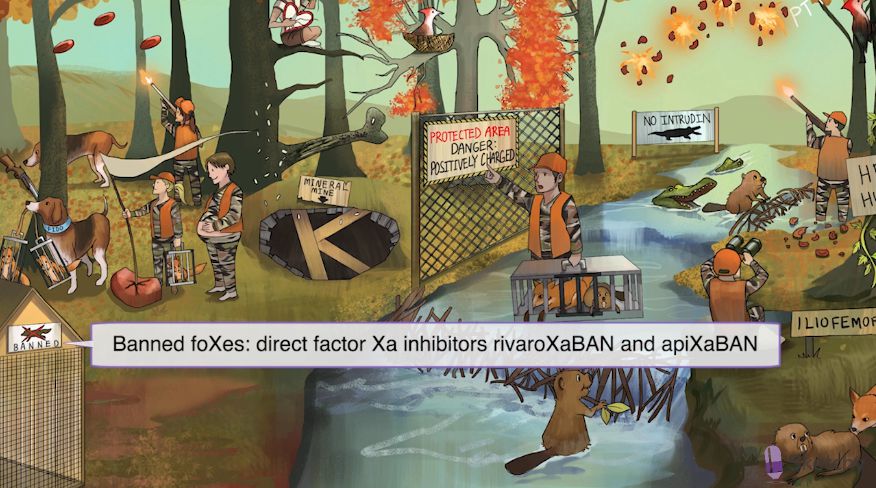 PT
PROTECTED AREA
DANGER:
POSITIVELY CHARGED
NO INTRUDIN
MINERAL
MINE
K
FIDO
ILIOFEMOR
BANNED
Banned foXes: direct factor Xa inhibitors rivaroXaBAN and apiXaBAN